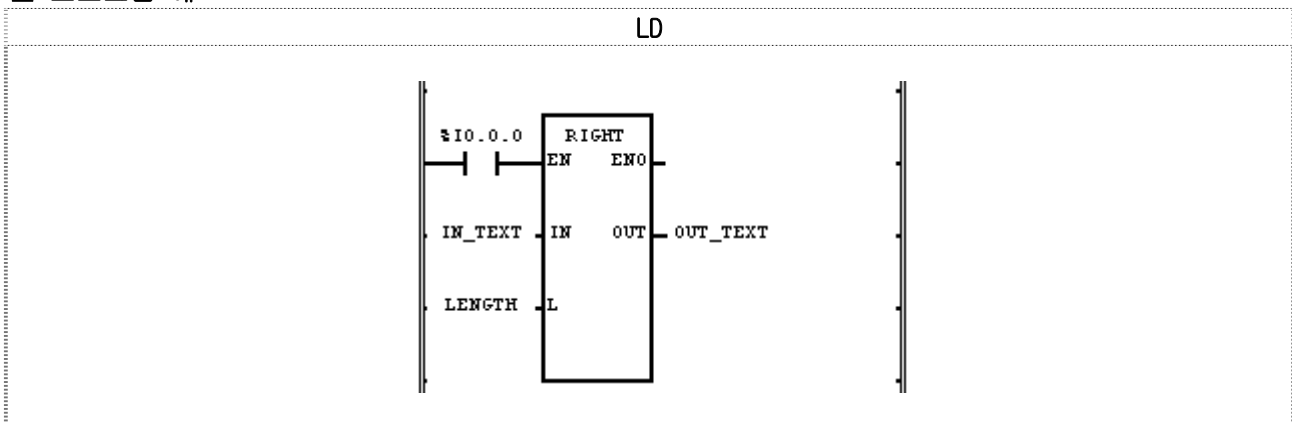 LD
%I0.0.0
RIGHT
EN ENO
IN_TEXT IN OUT OUT_TEXT
LENGTH L